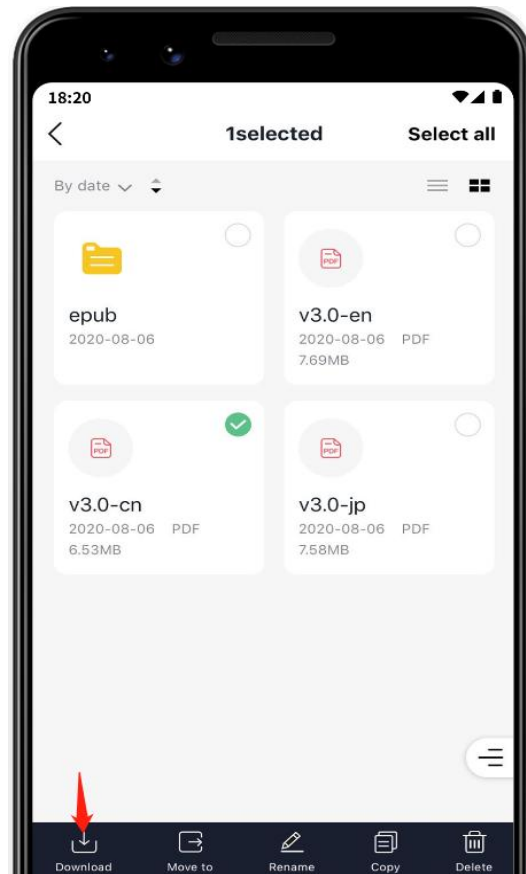 18:20
1selected Select all
By date
epub
2020-08-06
PDF
v3.0-en
2020-08-06 PDF
7.69MB
PDF
v3.0-cn
2020-08-06 PDF
6.53MB
PDF
v3.0-jp
2020-08-06 PDF
7.58MB
Download Move to Rename Copy Delete